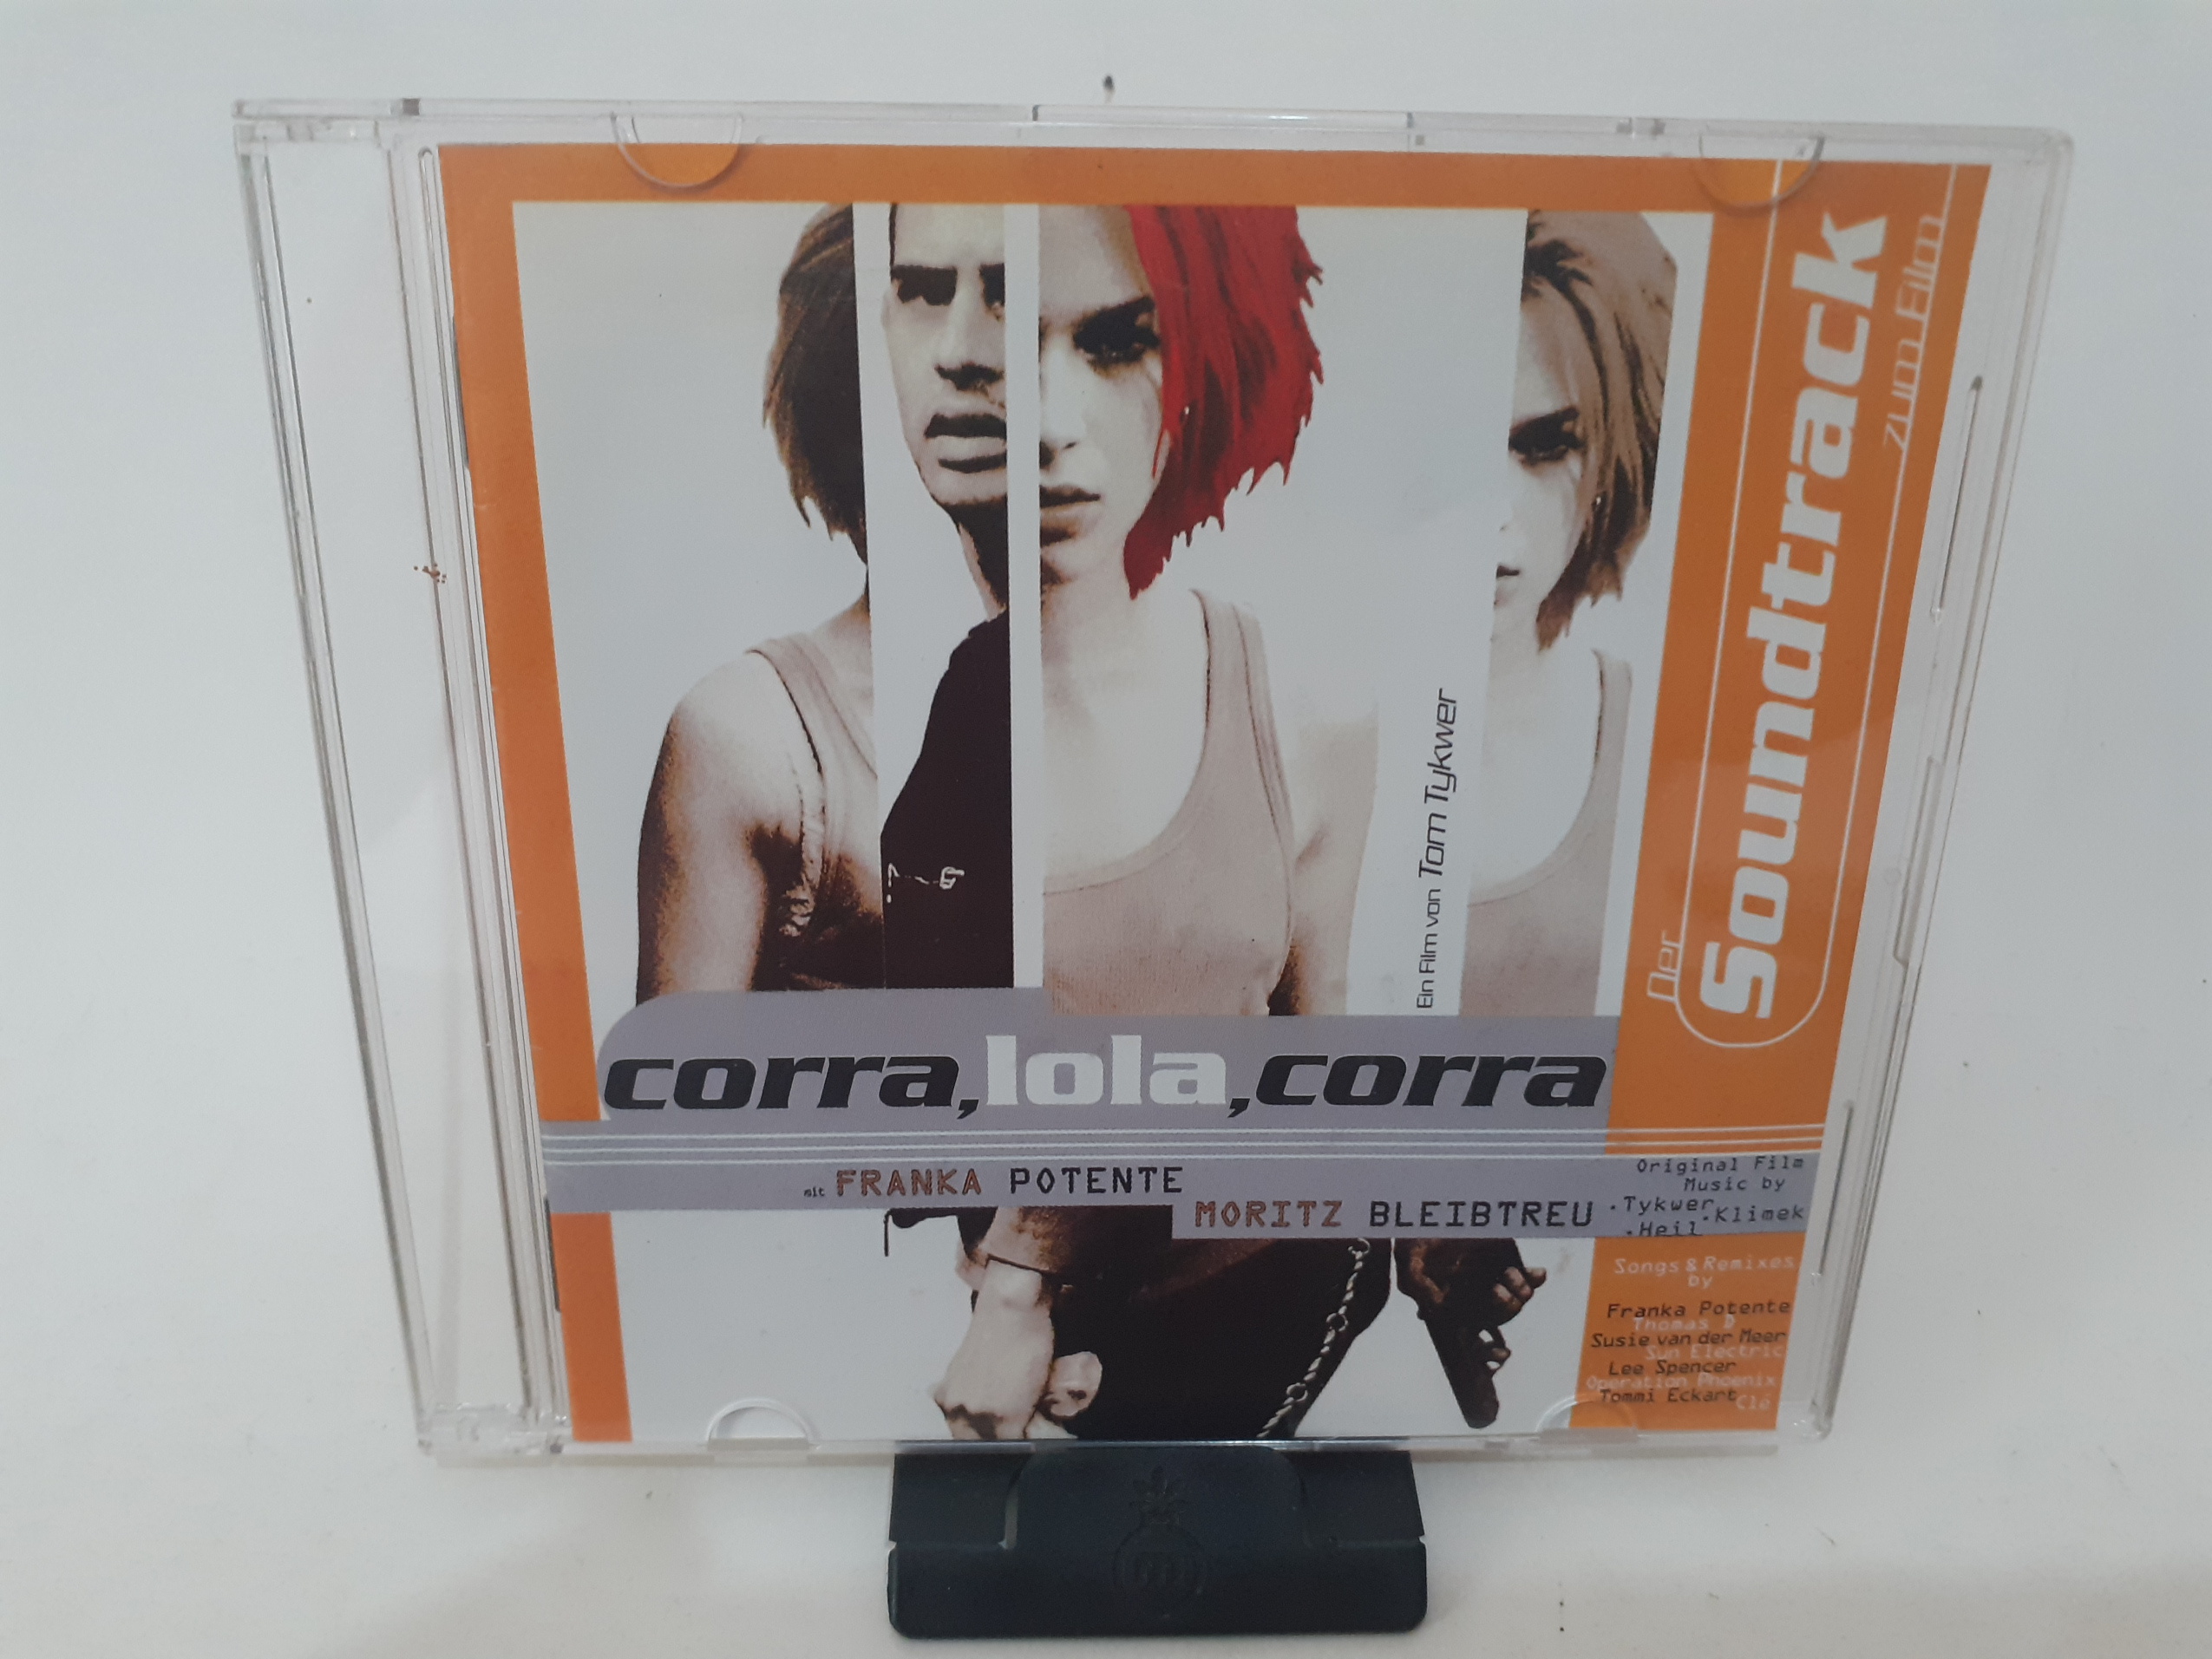 Der
Soundtrack
zum Film
Ein Film von Tom Tykwer
corra,lola,corra
mit FRANKA POTENTE
MORITZ BLEIBTREU
Original Film
Music by
.Tykwer
.Klimek
.Heil
Songs & Remixes
by
Franka Potente
Thomas D
Susie van der Meer
Sun Electric
Lee Spencer
Operation Phoenix
Tommi Eckart
Clé